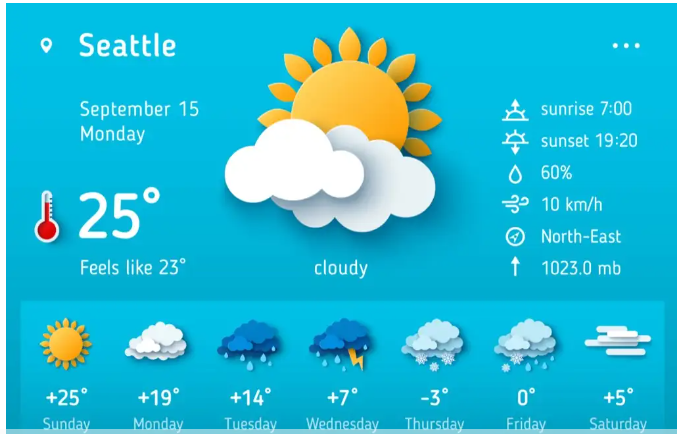 Seattle
September 15
Monday
25°
Feels like 23°
cloudy
sunrise 7:00
sunset 19:20
60%
10 km/h
North-East
1023.0 mb
+25°
Sunday
+19°
Monday
+14°
Tuesday
+7°
Wednesday
-3°
Thursday
0°
Friday
+5°
Saturday